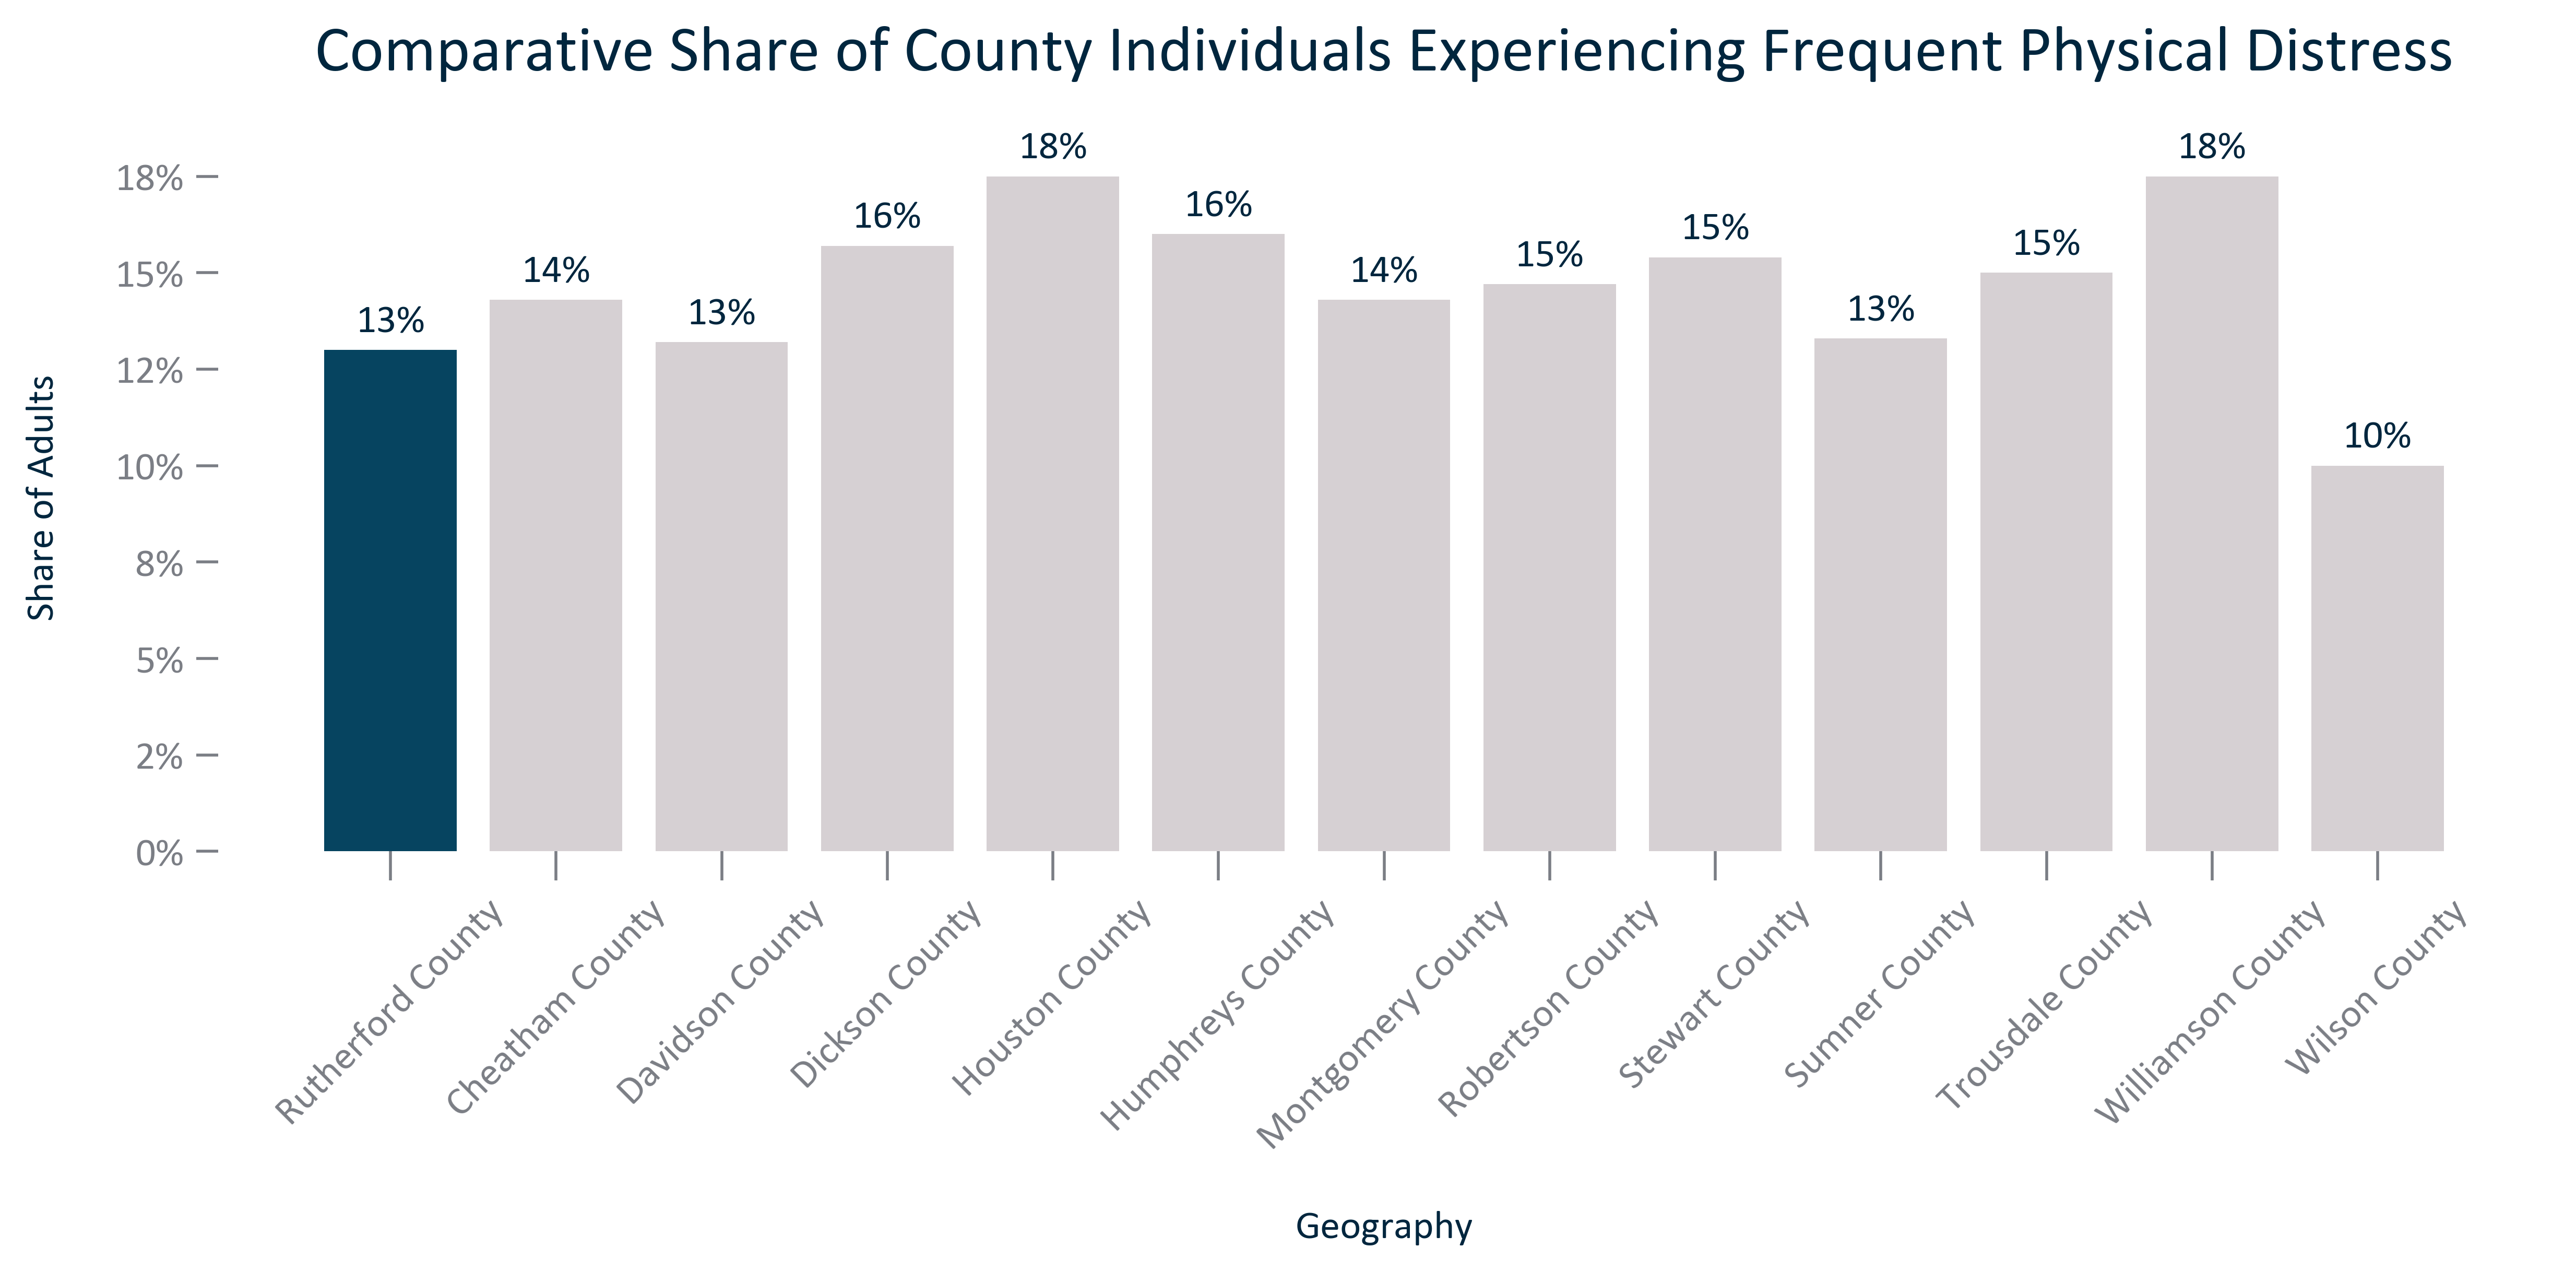 Comparative Share of County Individuals Experiencing Frequent Physical Distress
18%
15%
12%
10%
8%
5%
2%
0%
Share of Adults
13%
14%
13%
16%
18%
16%
14%
15%
15%
13%
15%
18%
10%
Rutherford County
Cheatham County
Davidson County
Dickson County
Houston County
Humphreys County
Montgomery County
Robertson County
Stewart County
Sumner County
Trousdale County
Williamson County
Wilson County
Geography